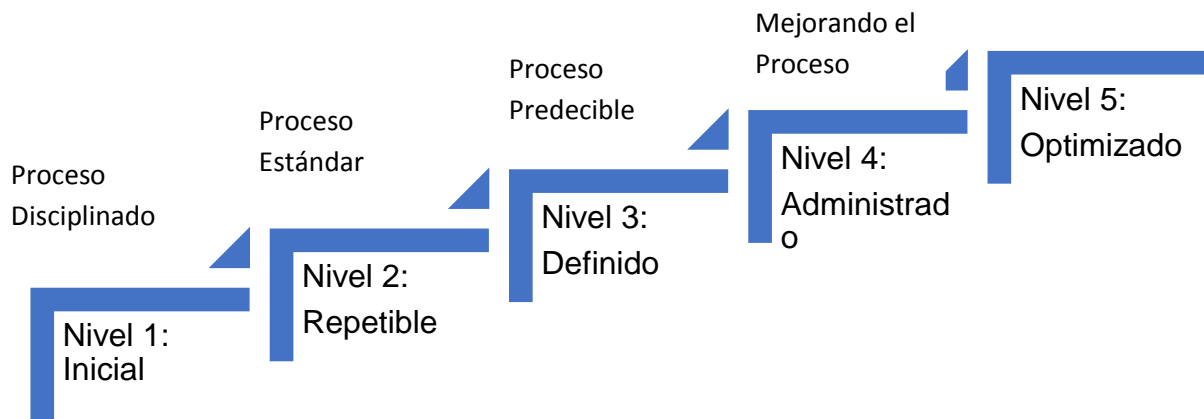 Proceso
Disciplinado
Nivel 1:
Inicial
Proceso
Estándar
Nivel 2:
Repetible
Proceso
Predecible
Nivel 3:
Definido
Mejorando el
Proceso
Nivel 4:
Administrad
o
Nivel 5:
Optimizado